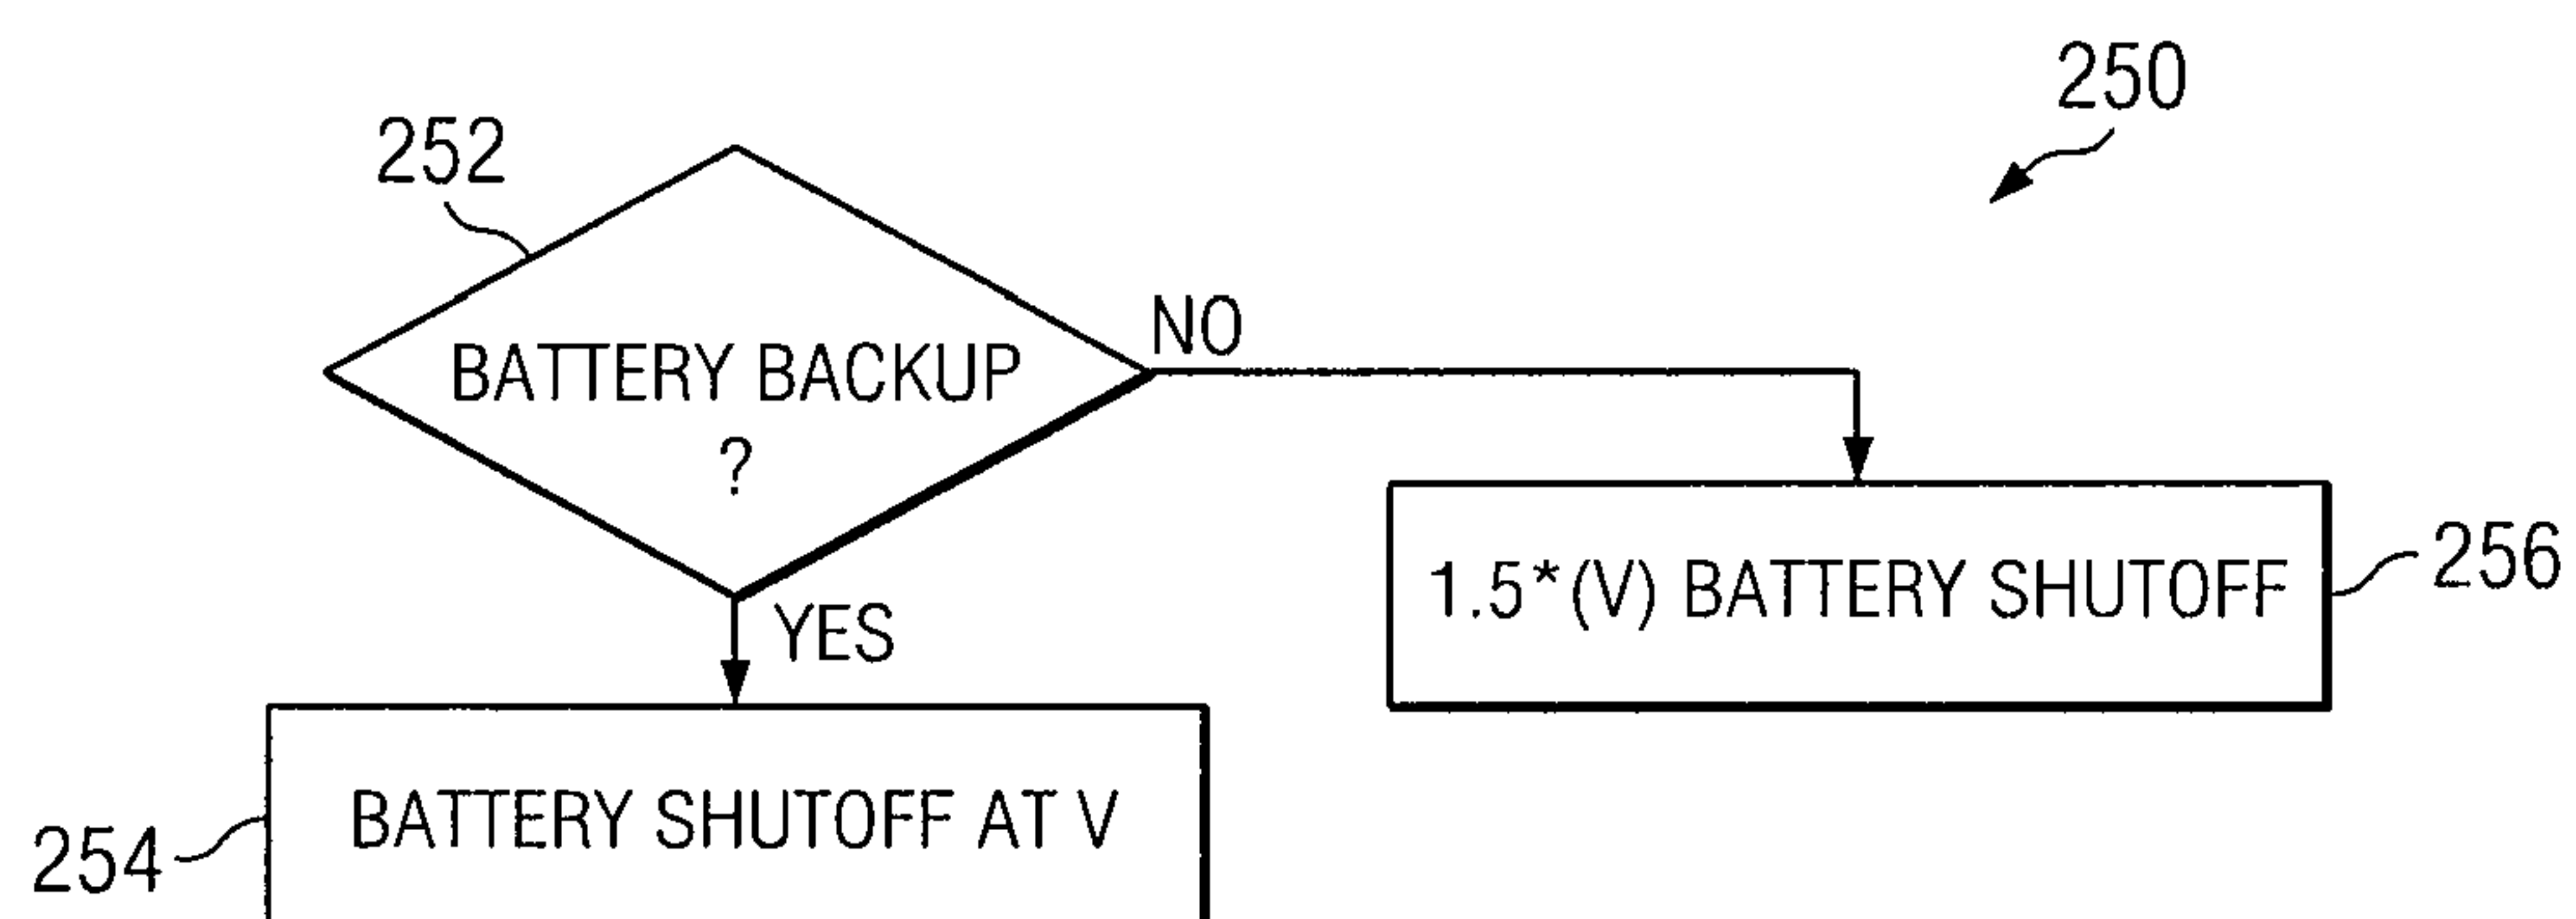 250
252
BATTERY BACKUP
?
NO
YES
1.5*(V) BATTERY SHUTOFF
256
BATTERY SHUTOFF AT V
254